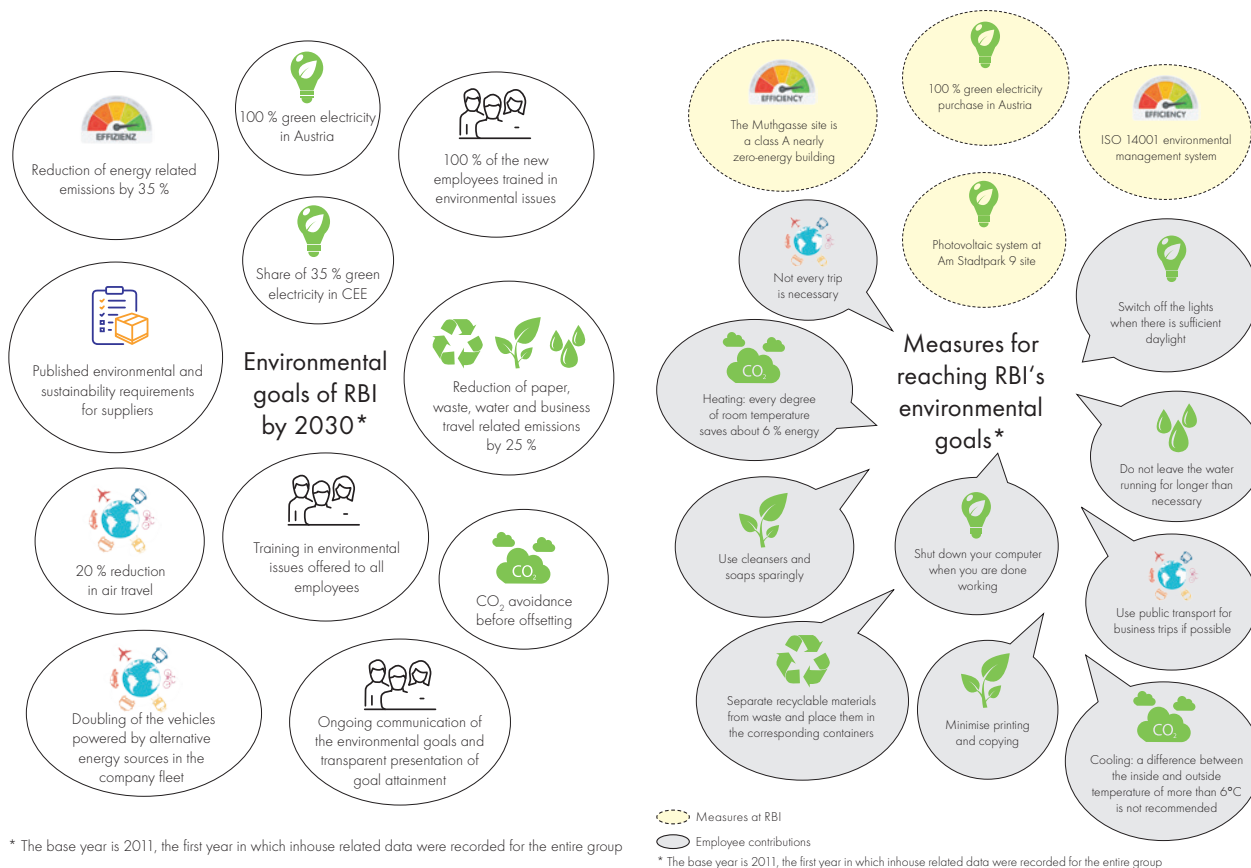 EFFIZIENZ
Reduction of energy related
emissions by 35 %
100 % green electricity
in Austria
100 % of the new
employees trained in
environmental issues
Share of 35 % green
electricity in CEE
Published environmental and
sustainability requirements
for suppliers
Environmental
goals of RBI
by 2030*
Reduction of paper,
waste, water and business
travel related emissions
by 25 %
20 % reduction
in air travel
Training in environmental
issues offered to all
employees
CO₂
CO₂ avoidance
before offsetting
Doubling of the vehicles
powered by alternative
energy sources in the
company fleet
Ongoing communication of
the environmental goals and
transparent presentation of
goal attainment
* The base year is 2011, the first year in which inhouse related data were recorded for the entire group
EFFICIENCY
The Muthgasse site is
a class A nearly
zero-energy building
100 % green electricity
purchase in Austria
EFFICIENCY
ISO 14001 environmental
management system
Photovoltaic system at
Am Stadtpark 9 site
Not every trip
is necessary
Switch off the lights
when there is sufficient
daylight
Measures for
reaching RBI‘s
environmental
goals*
CO₂
Heating: every degree
of room temperature
saves about 6 % energy
Do not leave the water
running for longer than
necessary
Use cleansers and
soaps sparingly
Shut down your computer
when you are done
working
Use public transport for
business trips if possible
Separate recyclable materials
from waste and place them in
the corresponding containers
Minimise printing
and copying
CO₂
Cooling: a difference between
the inside and outside
temperature of more than 6°C
is not recommended
Measures at RBI
Employee contributions
* The base year is 2011, the first year in which inhouse related data were recorded for the entire group